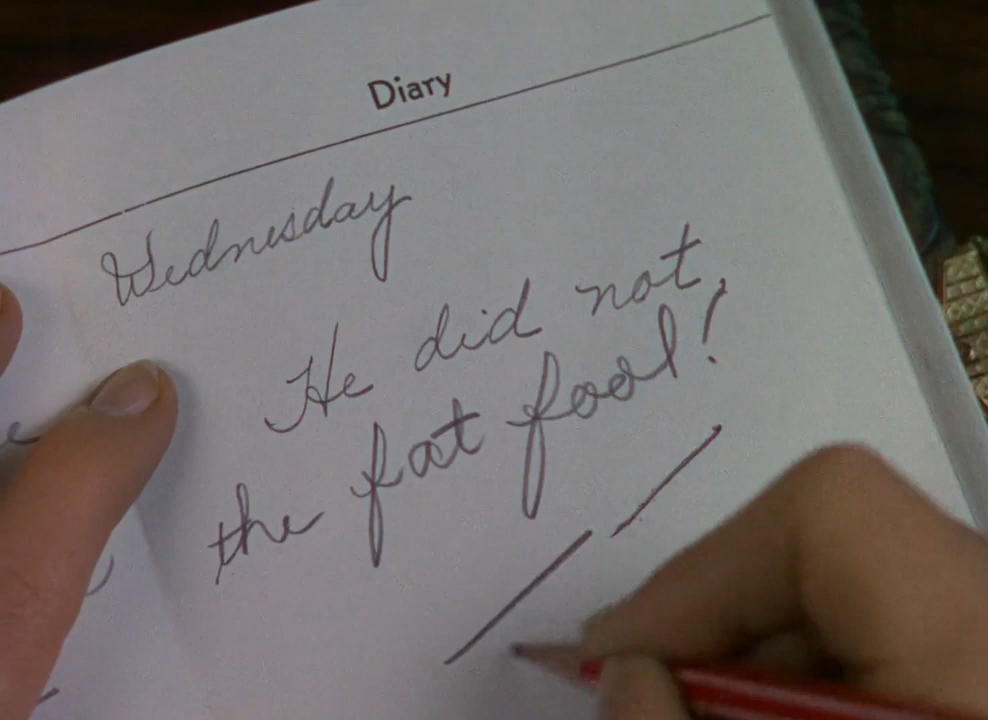 Diary
Wednesday
He did not,
the fat fool!